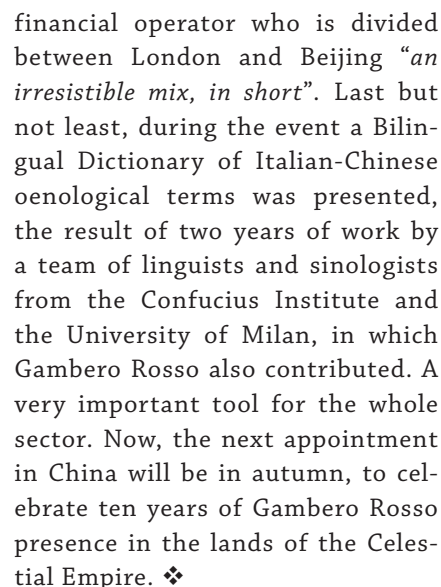 financial operator who is divided
between London and Beijing “an
irresistible mix, in short”. Last but
not least, during the event a Bilin-
gual Dictionary of Italian-Chinese
oenological terms was presented,
the result of two years of work by
a team of linguists and sinologists
from the Confucius Institute and
the University of Milan, in which
Gambero Rosso also contributed. A
very important tool for the whole
sector. Now, the next appointment
in China will be in autumn, to cel-
ebrate ten years of Gambero Rosso
presence in the lands of the Celes-
tial Empire. ❖